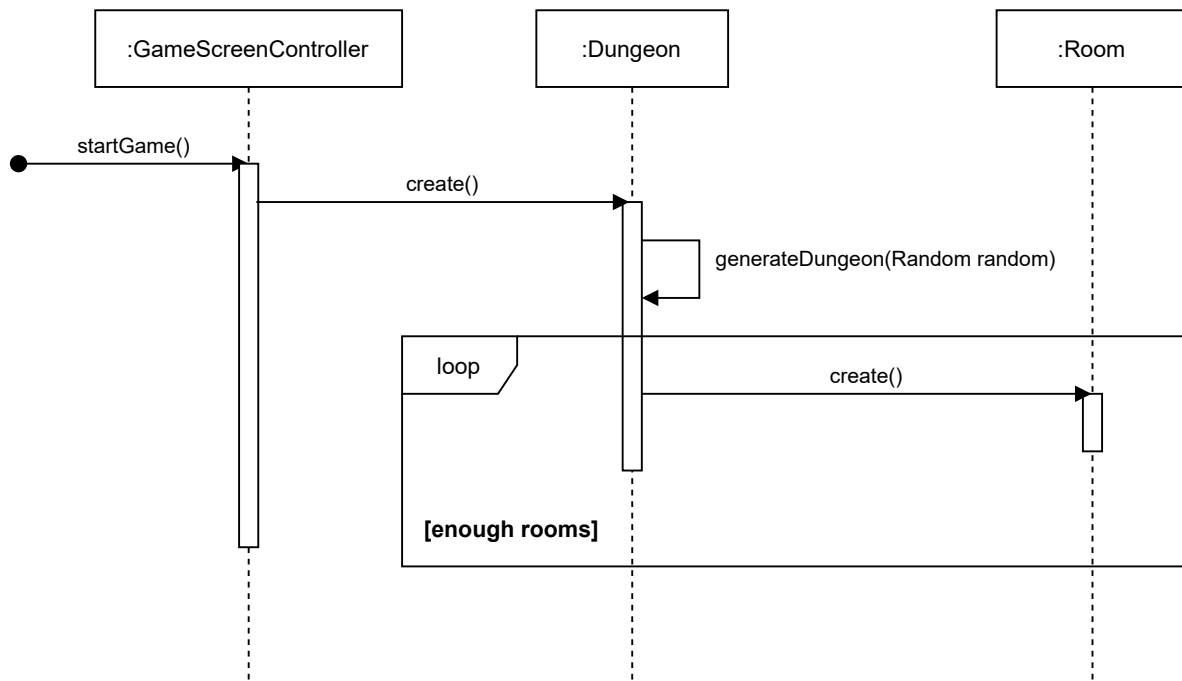 :GameScreenController
:Dungeon
:Room
startGame()
create()
generateDungeon(Random random)
loop
create()
[enough rooms]